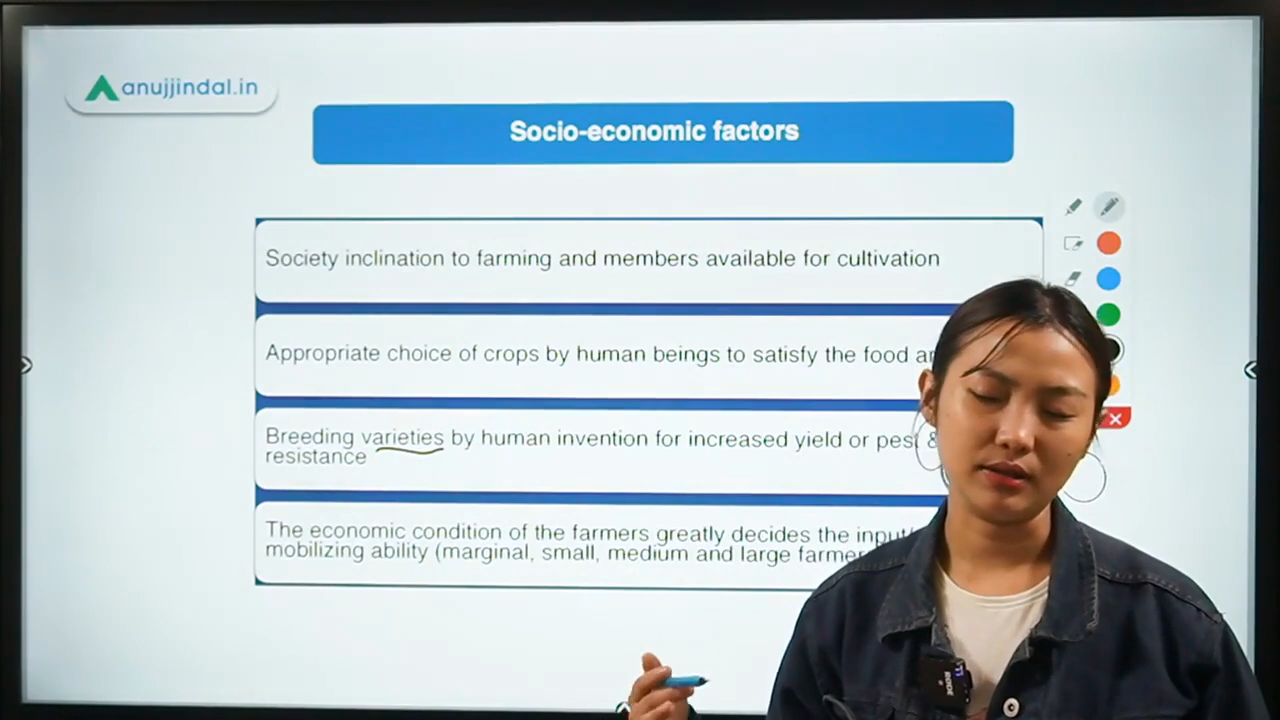 anujjindal.in
Socio-economic factors
Society inclination to farming and members available for cultivation
Appropriate choice of crops by human beings to satisfy the food
Breeding varieties by human invention for increased yield or pest &
resistance
The economic condition of the farmers greatly decides the input/
mobilizing ability (marginal, small, medium and large farmer
RODE